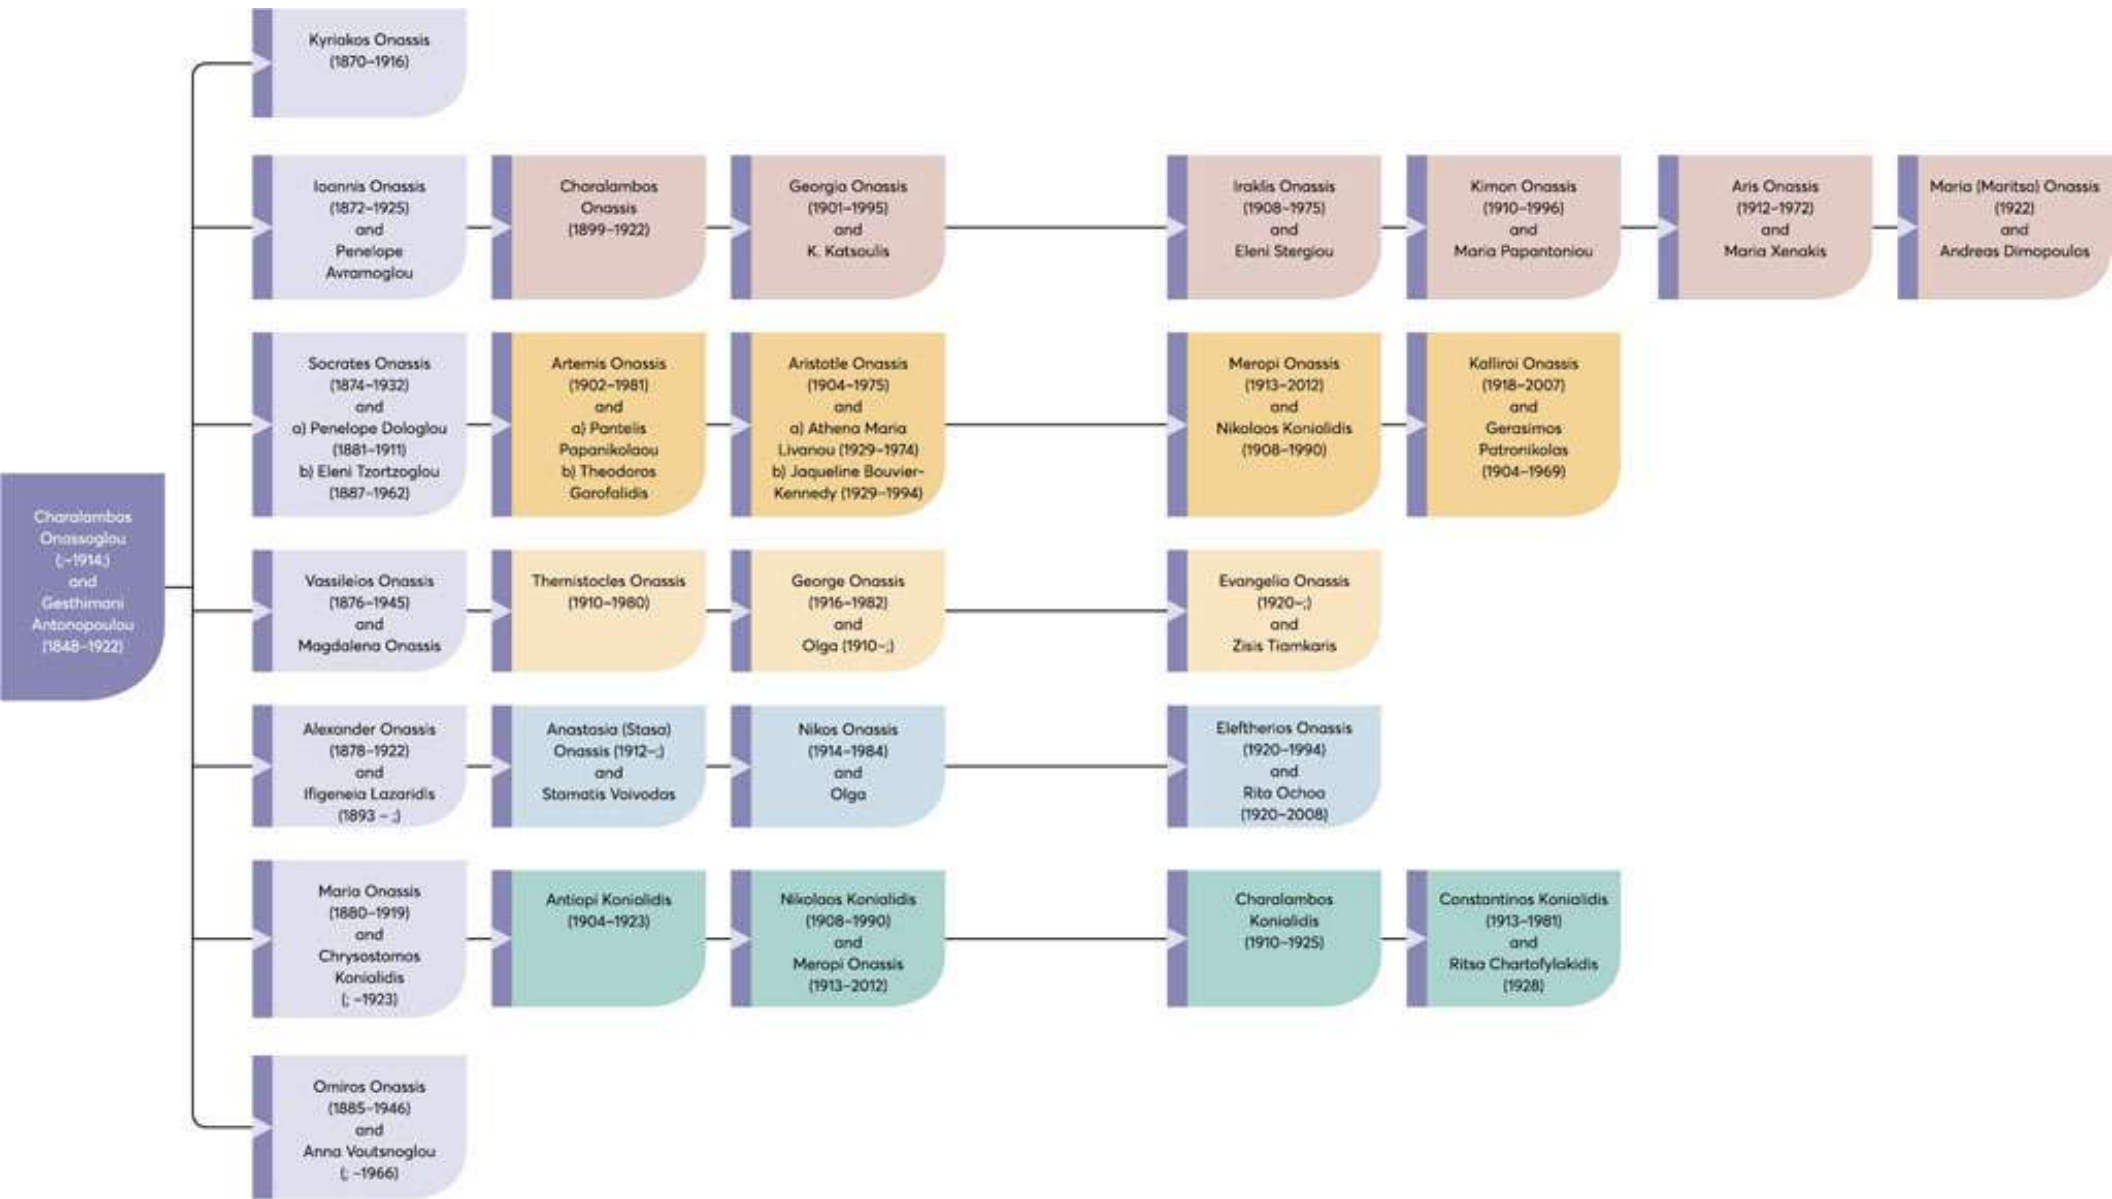 Kyriakos Onassis
(1870–1916)
Ioannis Onassis
(1872–1925)
and
Penelope
Avramoglou
Charalambos
Onassis
(1899–1922)
Georgia Onassis
(1901–1995)
and
K. Katsoulis
Iraklis Onassis
(1908–1975)
and
Eleni Stergiou
Kimon Onassis
(1910–1996)
and
Maria Papantoniou
Aris Onassis
(1912–1972)
and
Maria Xenakis
Maria (Maritsa) Onassis
(1922)
and
Andreas Dimopoulos
Socrates Onassis
(1874–1932)
and
a) Penelope Dologlou
(1881–1911)
b) Eleni Tzortzoglou
(1887–1962)
Artemis Onassis
(1902–1981)
and
a) Pantelis
Papanikolaou
b) Theodoros
Garofalidis
Aristotle Onassis
(1904–1975)
and
a) Athena Maria
Livanou (1929–1974)
b) Jaqueline Bouvier-
Kennedy (1929–1994)
Meropi Onassis
(1913–2012)
and
Nikolaos Konialidis
(1908–1990)
Kalliroi Onassis
(1918–2007)
and
Gerasimos
Patronikolas
(1904–1969)
Charalambos
Onassoglou
(;–1914;)
and
Gesthimani
Antonopoulou
(1848–1922)
Vassileios Onassis
(1876–1945)
and
Magdalena Onassis
Themistocles Onassis
(1910–1980)
George Onassis
(1916–1982)
and
Olga (1910–;)
Evangelia Onassis
(1920–;)
and
Zisis Tiamkaris
Alexander Onassis
(1878–1922)
and
Ifigeneia Lazaridis
(1893 – ;)
Anastasia (Stasa)
Onassis (1912–;)
and
Stamatis Voivodas
Nikos Onassis
(1914–1984)
and
Olga
Eleftherios Onassis
(1920–1994)
and
Rita Ochoa
(1920–2008)
Maria Onassis
(1880–1919)
and
Chrysostomos
Konialidis
(; –1923)
Antiopi Konialidis
(1904–1923)
Nikolaos Konialidis
(1908–1990)
and
Meropi Onassis
(1913–2012)
Charalambos
Konialidis
(1910–1925)
Constantinos Konialidis
(1913–1981)
and
Ritsa Chartofylakidis
(1928)
Omiros Onassis
(1885–1946)
and
Anna Voutsnoglou
(; –1966)